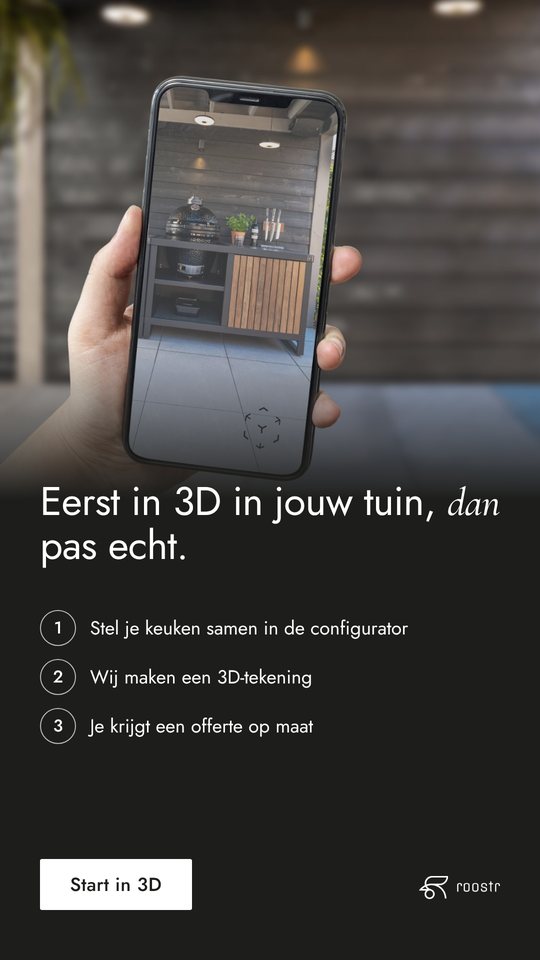 Eerst in 3D in jouw tuin, dan
pas echt.
1 Stel je keuken samen in de configurator
2 Wij maken een 3D-tekening
3 Je krijgt een offerte op maat
Start in 3D
roostr